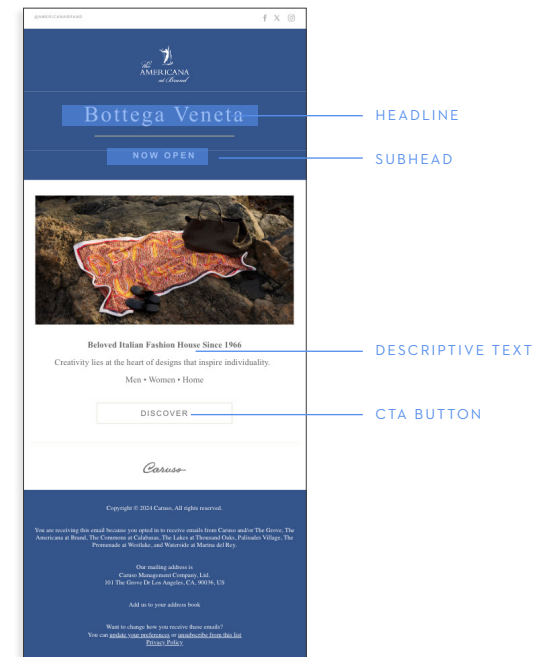 @AMERICANABRAND
The
AMERICANA
at Brand
Bottega Veneta
HEADLINE
NOW OPEN
SUBHEAD
Beloved Italian Fashion House Since 1966
DESCRIPTIVE TEXT
Creativity lies at the heart of designs that inspire individuality.
Men • Women • Home
DISCOVER
CTA BUTTON
Caruso
Copyright © 2024 Caruso, All rights reserved.
You are receiving this email because you opted in to receive emails from Caruso and/or The Grove, The
Americana at Brand, The Commons at Calabasas, The Lakes at Thousand Oaks, Palisades Village, The
Promenade at Westlake, and Waterside at Marina del Rey.
Our mailing address is
Caruso Management Company, Ltd.
101 The Grove Dr Los Angeles, CA, 90036, US
Add us to your address book
Want to change how you receive these emails?
You can update your preferences or unsubscribe from this list
Privacy Policy